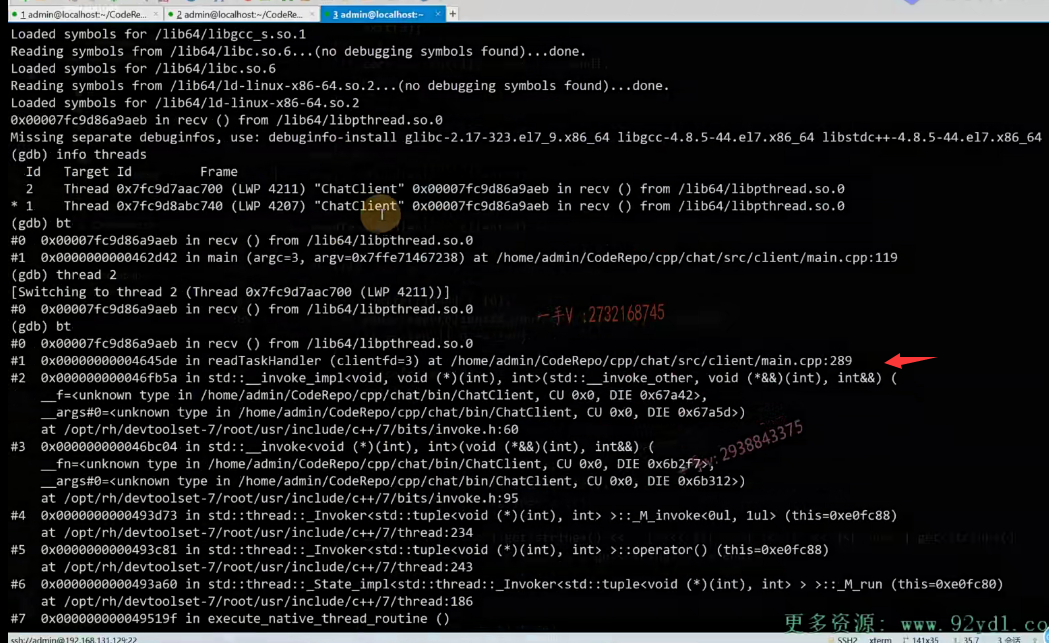 1 admin@localhost:~/CodeRe... × 2 admin@localhost:~/CodeRe... × 3 admin@localhost:~ × +
Loaded symbols for /lib64/libgcc_s.so.1
Reading symbols from /lib64/libc.so.6...(no debugging symbols found)...done.
Loaded symbols for /lib64/libc.so.6
Reading symbols from /lib64/ld-linux-x86-64.so.2...(no debugging symbols found)...done.
Loaded symbols for /lib64/ld-linux-x86-64.so.2
0x00007fc9d86a9aeb in recv () from /lib64/libpthread.so.0
Missing separate debuginfos, use: debuginfo-install glibc-2.17-323.el7_9.x86_64 libgcc-4.8.5-44.el7.x86_64 libstdc++-4.8.5-44.el7.x86_64
(gdb) info threads
Id Target Id Frame
2 Thread 0x7fc9d7aac700 (LWP 4211) "ChatClient" 0x00007fc9d86a9aeb in recv () from /lib64/libpthread.so.0
* 1 Thread 0x7fc9d8abc740 (LWP 4207) "ChatClient" 0x00007fc9d86a9aeb in recv () from /lib64/libpthread.so.0
(gdb) bt
#0 0x00007fc9d86a9aeb in recv () from /lib64/libpthread.so.0
#1 0x0000000000462d42 in main (argc=3, argv=0x7ffe71467238) at /home/admin/CodeRepo/cpp/chat/src/client/main.cpp:119
(gdb) thread 2
[Switching to thread 2 (Thread 0x7fc9d7aac700 (LWP 4211))]
#0 0x00007fc9d86a9aeb in recv () from /lib64/libpthread.so.0
一手V :2732168745
(gdb) bt
#0 0x00007fc9d86a9aeb in recv () from /lib64/libpthread.so.0
#1 0x00000000004645de in readTaskHandler (clientfd=3) at /home/admin/CodeRepo/cpp/chat/src/client/main.cpp:289
#2 0x000000000046fb5a in std::__invoke_impl<void, void (*)(int), int>(std::__invoke_other, void (*&&)(int), int&&) (
__f=<unknown type in /home/admin/CodeRepo/cpp/chat/bin/ChatClient, CU 0x0, DIE 0x67a42>,
__args#0=<unknown type in /home/admin/CodeRepo/cpp/chat/bin/ChatClient, CU 0x0, DIE 0x67a5d>)
at /opt/rh/devtoolset-7/root/usr/include/c++/7/bits/invoke.h:60
#3 0x000000000046bc04 in std::__invoke<void (*)(int), int>(void (*&&)(int), int&&) (
__fn=<unknown type in /home/admin/CodeRepo/cpp/chat/bin/ChatClient, CU 0x0, DIE 0x6b2f7>,
:2938843375
__args#0=<unknown type in /home/admin/CodeRepo/cpp/chat/bin/ChatClient, CU 0x0, DIE 0x6b312>)
at /opt/rh/devtoolset-7/root/usr/include/c++/7/bits/invoke.h:95
#4 0x0000000000493d73 in std::thread::_Invoker<std::tuple<void (*)(int), int> >::_M_invoke<0ul, 1ul> (this=0xe0fc88)
at /opt/rh/devtoolset-7/root/usr/include/c++/7/thread:234
#5 0x0000000000493c81 in std::thread::_Invoker<std::tuple<void (*)(int), int> >::operator() (this=0xe0fc88)
at /opt/rh/devtoolset-7/root/usr/include/c++/7/thread:243
#6 0x0000000000493a60 in std::thread::_State_impl<std::thread::_Invoker<std::tuple<void (*)(int), int> > >::_M_run (this=0xe0fc80)
at /opt/rh/devtoolset-7/root/usr/include/c++/7/thread:186
#7 0x000000000049519f in execute_native_thread_routine ()
更多资源: www.92yd1.co
ssh://admin@192.168.131.129:22 SSH2 xterm 141x35 35,7 3 会话